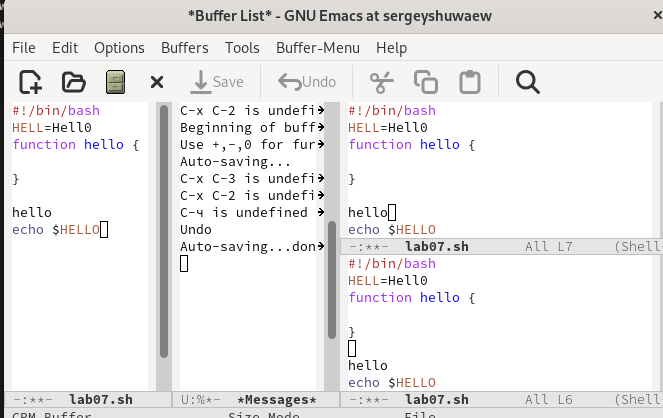 *Buffer List* - GNU Emacs at sergeyshuwaew
File Edit Options Buffers Tools Buffer-Menu Help
Save Undo
#!/bin/bash
HELL=Hell0
function hello {
}
hello
echo $HELLO
-:**- lab07.sh
C-x C-2 is undefi
Beginning of buff
Use +,-,0 for fur
Auto-saving...
C-x C-3 is undefi
C-x C-2 is undefi
C-ч is undefined
Undo
Auto-saving...don
U:%*- *Messages*
#!/bin/bash
HELL=Hell0
function hello {
}
hello
echo $HELLO
-:**- lab07.sh All L7 (Shell-
#!/bin/bash
HELL=Hell0
function hello {
}
hello
echo $HELLO
-:**- lab07.sh All L6 (Shell-
CRM Buffer Size Mode File